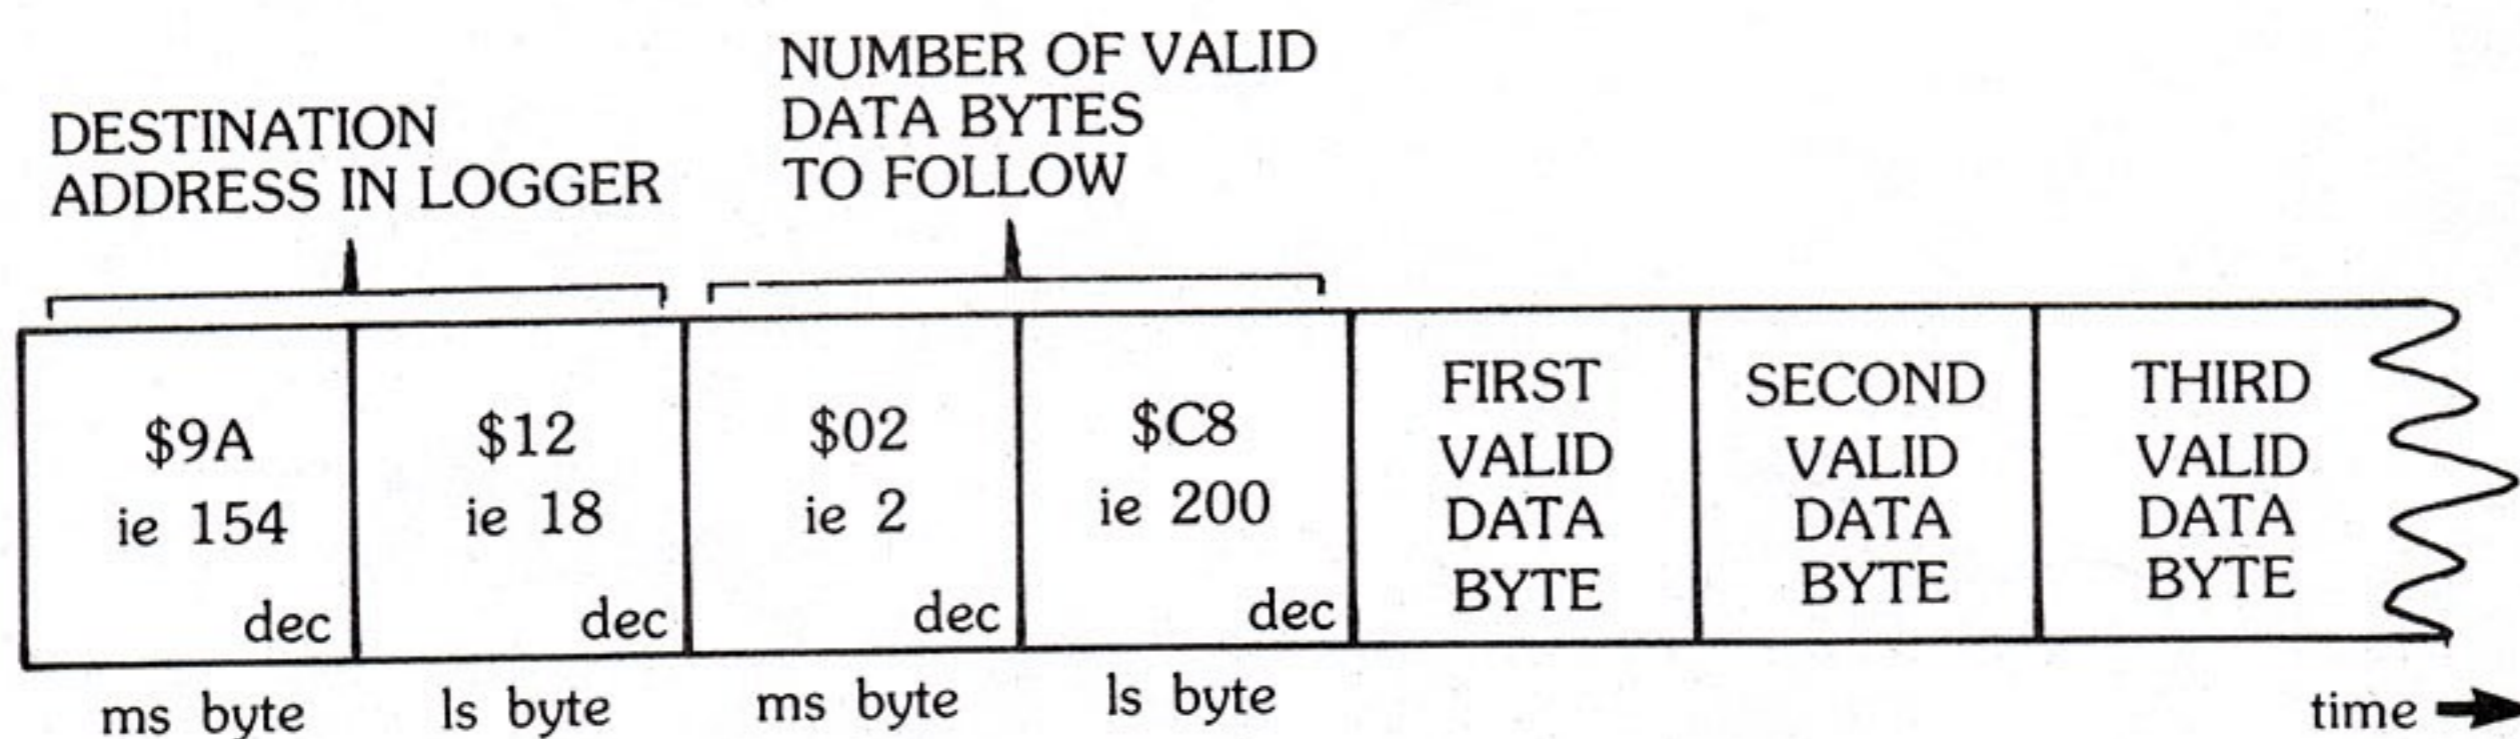 DESTINATION
ADDRESS IN LOGGER
NUMBER OF VALID
DATA BYTES
TO FOLLOW
$9A
ie 154
dec
$12
ie 18
dec
$02
ie 2
dec
$C8
ie 200
dec
FIRST
VALID
DATA
BYTE
SECOND
VALID
DATA
BYTE
THIRD
VALID
DATA
BYTE
ms byte
ls byte
ms byte
ls byte
time